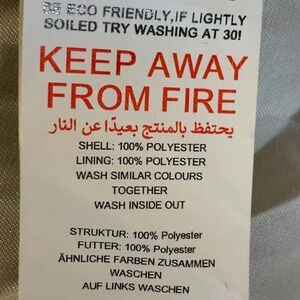 BE ECO FRIENDLY,IF LIGHTLY
SOILED TRY WASHING AT 30!
KEEP AWAY
FROM FIRE
يحتفظ بالمنتج بعيدًا عن النار
SHELL: 100% POLYESTER
LINING: 100% POLYESTER
WASH SIMILAR COLOURS
TOGETHER
WASH INSIDE OUT
STRUKTUR: 100% Polyester
FUTTER: 100% Polyester
ÄHNLICHE FARBEN ZUSAMMEN
WASCHEN
AUF LINKS WASCHEN